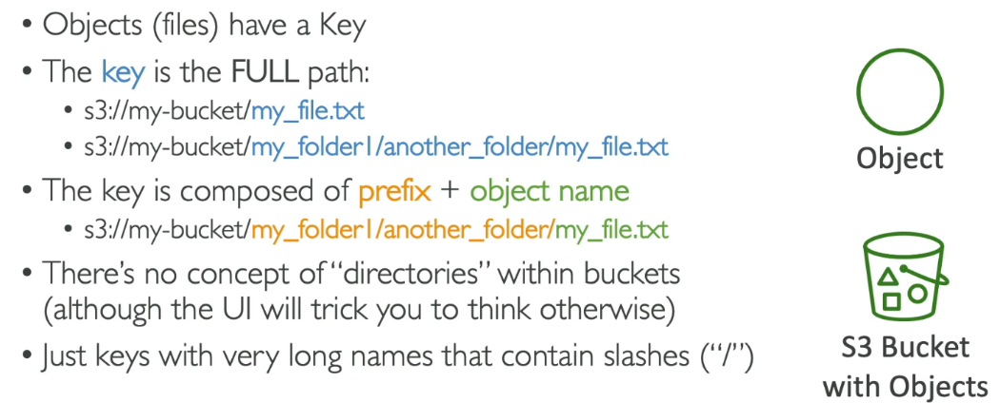 • Objects (files) have a Key
• The key is the FULL path:
• s3://my-bucket/my_file.txt
• s3://my-bucket/my_folder1/another_folder/my_file.txt
• The key is composed of prefix + object name
• s3://my-bucket/my_folder1/another_folder/my_file.txt
• There’s no concept of “directories” within buckets
(although the UI will trick you to think otherwise)
• Just keys with very long names that contain slashes (“/”)
Object
S3 Bucket
with Objects